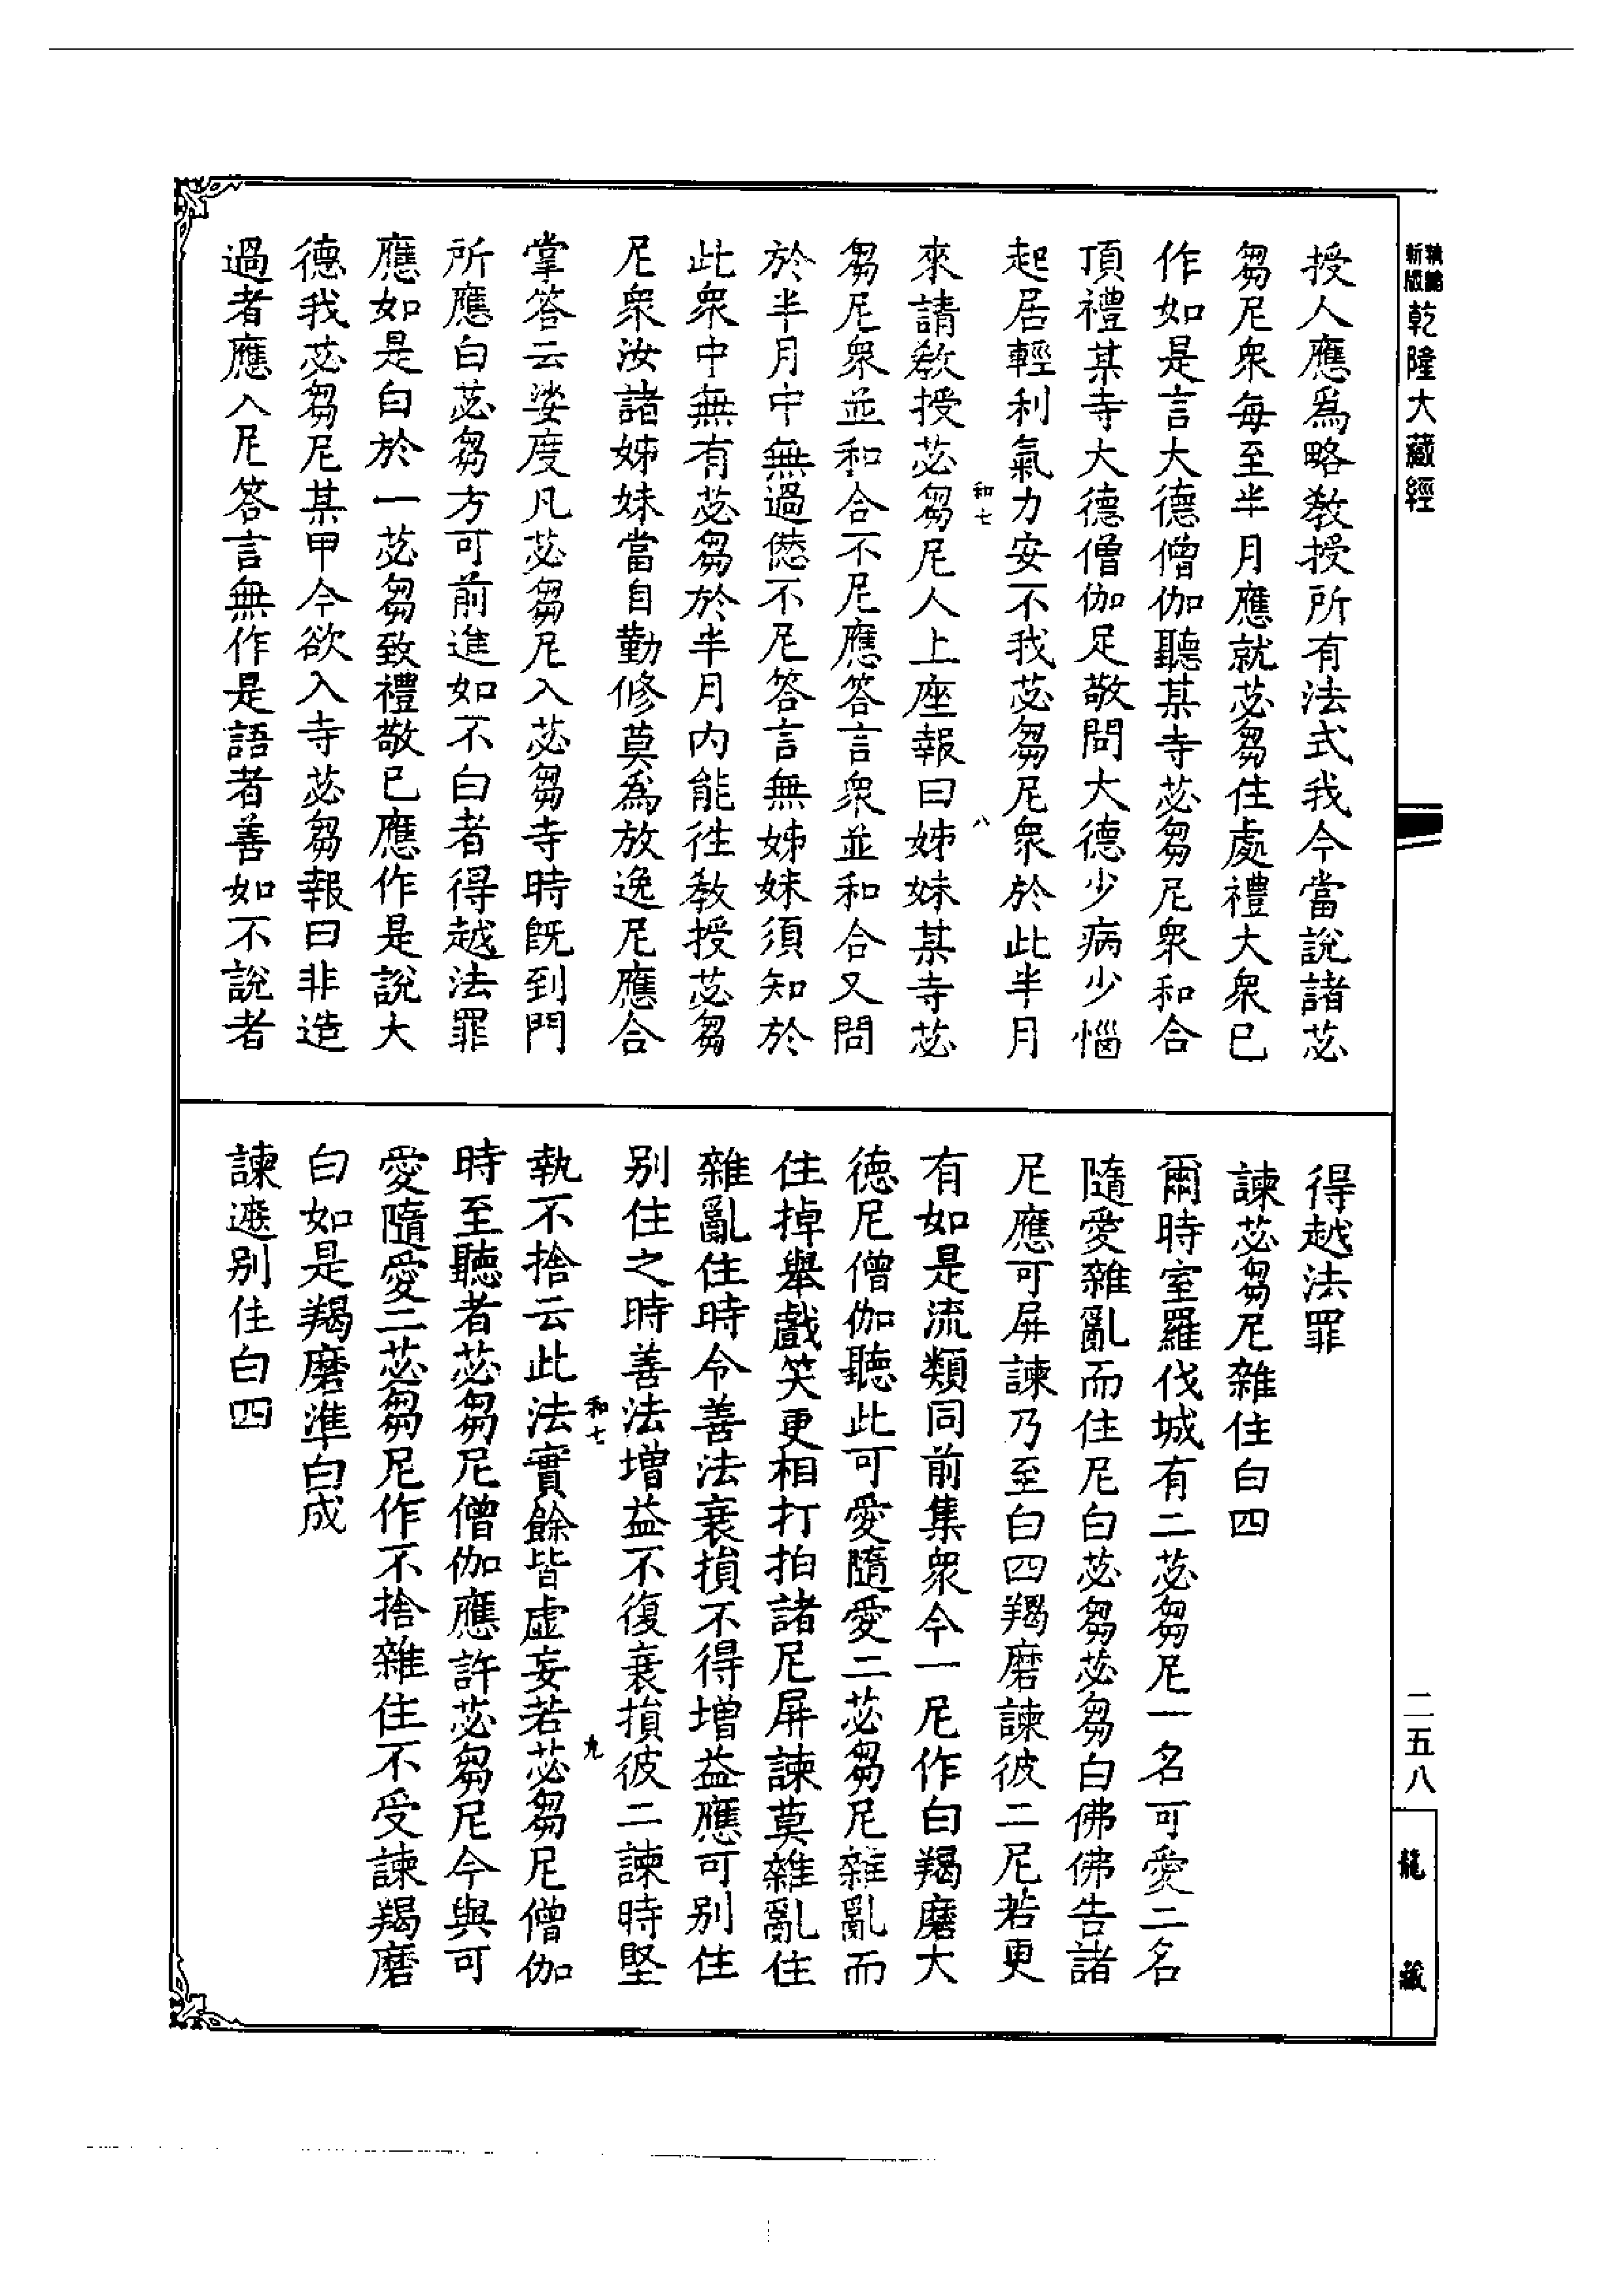 新編
新版
乾隆大藏經
授人應爲略教授所有法式我今當說諸苾
芻尼衆每至半月應就苾芻住處禮大衆已
作如是言大德僧伽聽某寺苾芻尼衆和合
頂禮某寺大德僧伽足敬問大德少病少惱
起居輕利氣力安不我苾芻尼衆於此半月
和七
八
來請教授苾芻尼人上座報曰姊妹某寺苾
芻尼衆並和合不尼應答言衆並和合又問
於半月中無過愆不尼答言無姊妹須知於
此衆中無有苾芻於半月內能往教授苾芻
尼衆汝諸姊妹當自勤修莫爲放逸尼應合
掌答云娑度凡苾芻尼入苾芻寺時既到門
所應白苾芻方可前進如不白者得越法罪
應如是白於一苾芻致禮敬已應作是說大
德我苾芻尼某甲今欲入寺苾芻報曰非造
過者應入尼答言無作是語者善如不說者
得越法罪
諫苾芻尼雜住白四
爾時室羅伐城有二苾芻尼一名可愛二名
隨愛雜亂而住尼白苾芻苾芻白佛佛告諸
尼應可屏諫乃至白四羯磨諫彼二尼若更
有如是流類同前集衆令一尼作白羯磨大
德尼僧伽聽此可愛隨愛二苾芻尼雜亂而
住掉舉戲笑更相打拍諸尼屏諫莫雜亂住
雜亂住時令善法衰損不得增益應可別住
別住之時善法增益不復衰損彼二諫時堅
和七
九
執不捨云此法實餘皆虛妄若苾芻尼僧伽
時至聽者苾芻尼僧伽應許苾芻尼今與可
愛隨愛二苾芻尼作不捨雜住不受諫羯磨
白如是羯磨準白成
諫遮別住白四
二五八
龍藏